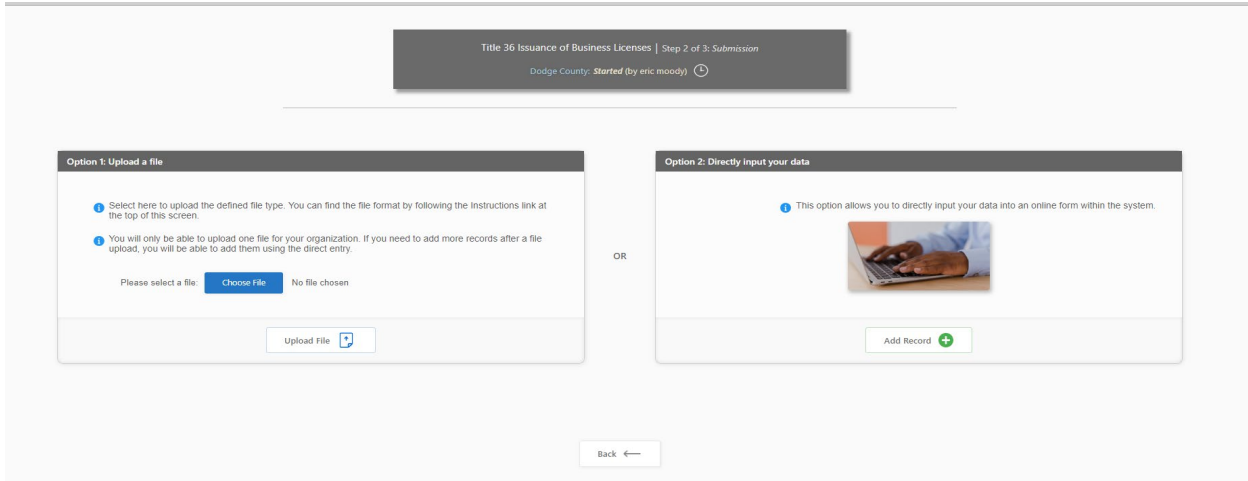 Title 36 Issuance of Business Licenses | Step 2 of 3: Submission
Dodge County: Started (by eric moody)
Option 1: Upload a file
Select here to upload the defined file type. You can find the file format by following the Instructions link at
the top of this screen.
You will only be able to upload one file for your organization. If you need to add more records after a file
upload, you will be able to add them using the direct entry.
Please select a file: Choose File No file chosen
Upload File
OR
Option 2: Directly input your data
This option allows you to directly input your data into an online form within the system.
Add Record
Back